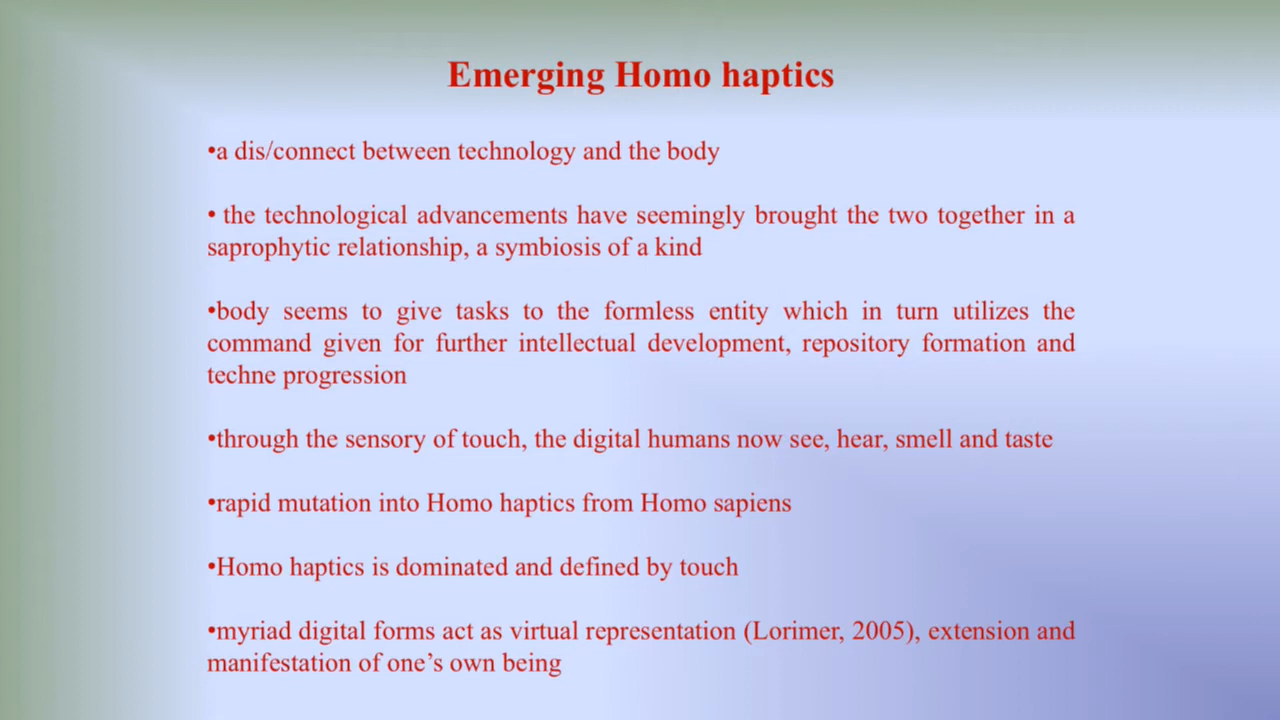 Emerging Homo haptics
•a dis/connect between technology and the body
• the technological advancements have seemingly brought the two together in a
saprophytic relationship, a symbiosis of a kind
•body seems to give tasks to the formless entity which in turn utilizes the
command given for further intellectual development, repository formation and
techne progression
•through the sensory of touch, the digital humans now see, hear, smell and taste
•rapid mutation into Homo haptics from Homo sapiens
•Homo haptics is dominated and defined by touch
•myriad digital forms act as virtual representation (Lorimer, 2005), extension and
manifestation of one’s own being